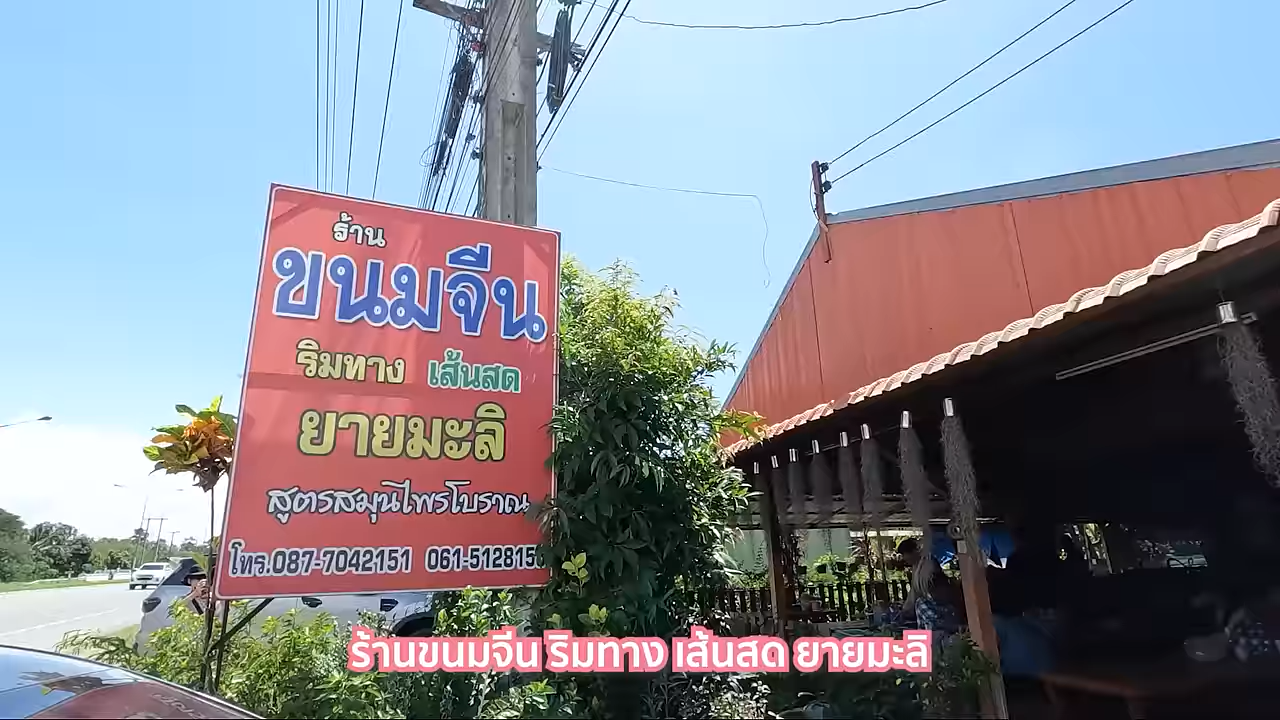 ร้าน
ขนมจีน
ริมทาง เส้นสด
ยายมะลิ
สูตรสมุนไพรโบราณ
โทร.087-7042151
ร้านขนมจีน ริมทาง เส้นสด ยายมะลิ